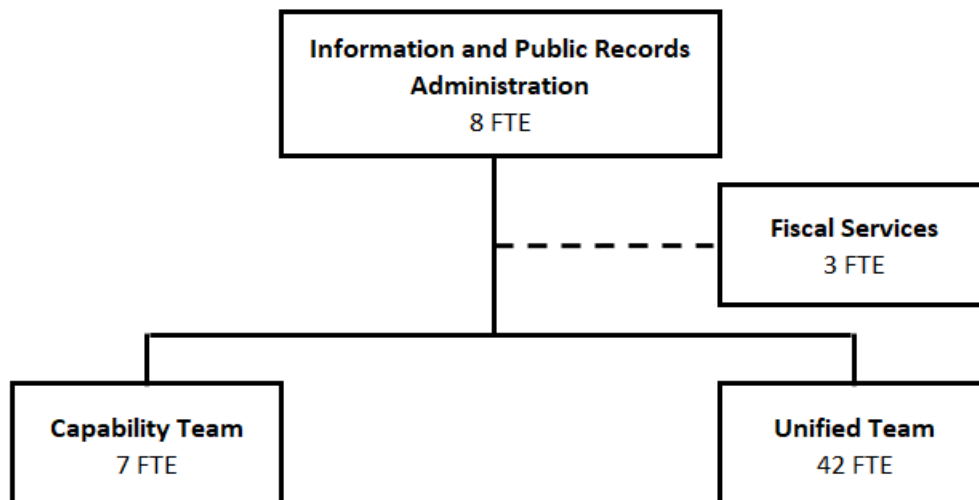 Information and Public Records
Administration
8 FTE
Fiscal Services
3 FTE
Capability Team
7 FTE
Unified Team
42 FTE